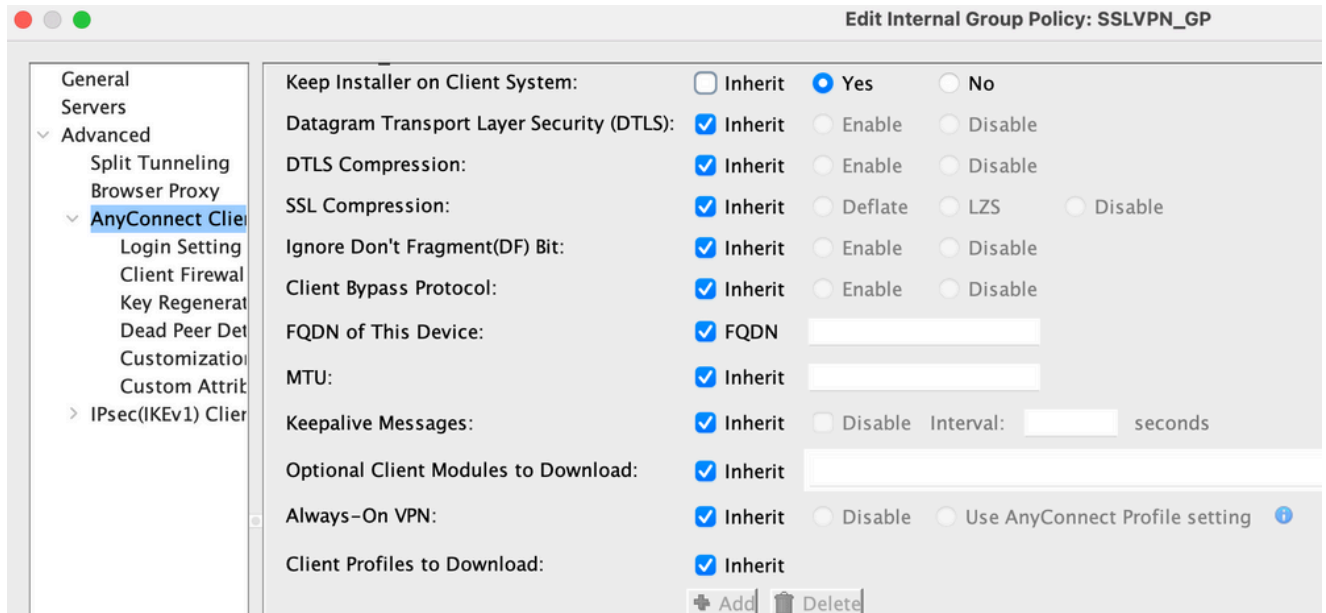 Edit Internal Group Policy: SSLVPN_GP
General
Servers
Advanced
Split Tunneling
Browser Proxy
AnyConnect Clie
Login Setting
Client Firewal
Key Regenerat
Dead Peer Det
Customization
Custom Attrib
IPsec(IKEv1) Clier
Keep Installer on Client System: Inherit Yes No
Datagram Transport Layer Security (DTLS): Inherit Enable Disable
DTLS Compression: Inherit Enable Disable
SSL Compression: Inherit Deflate LZS Disable
Ignore Don't Fragment(DF) Bit: Inherit Enable Disable
Client Bypass Protocol: Inherit Enable Disable
FQDN of This Device: FQDN
MTU: Inherit
Keepalive Messages: Inherit Disable Interval: seconds
Optional Client Modules to Download: Inherit
Always-On VPN: Inherit Disable Use AnyConnect Profile setting
Client Profiles to Download: Inherit
Add Delete